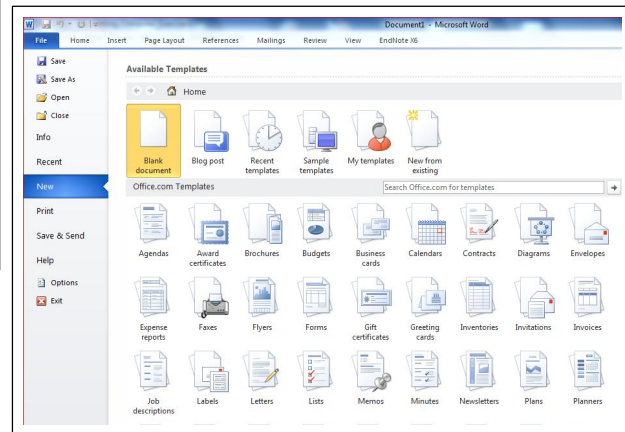 Document1 - Microsoft Word
File Home Insert Page Layout References Mailings Review View EndNote X6
Save
Save As
Open
Close
Info
Recent
New
Print
Save & Send
Help
Options
Exit
Available Templates
Home
Blank document
Blog post
Recent templates
Sample templates
My templates
New from existing
Office.com Templates
Search Office.com for templates
Agendas
Award certificates
Brochures
Budgets
Business cards
Calendars
Contracts
Diagrams
Envelopes
Expense reports
Faxes
Flyers
Forms
Gift certificates
Greeting cards
Inventories
Invitations
Invoices
Job descriptions
Labels
Letters
Lists
Memos
Minutes
Newsletters
Plans
Planners